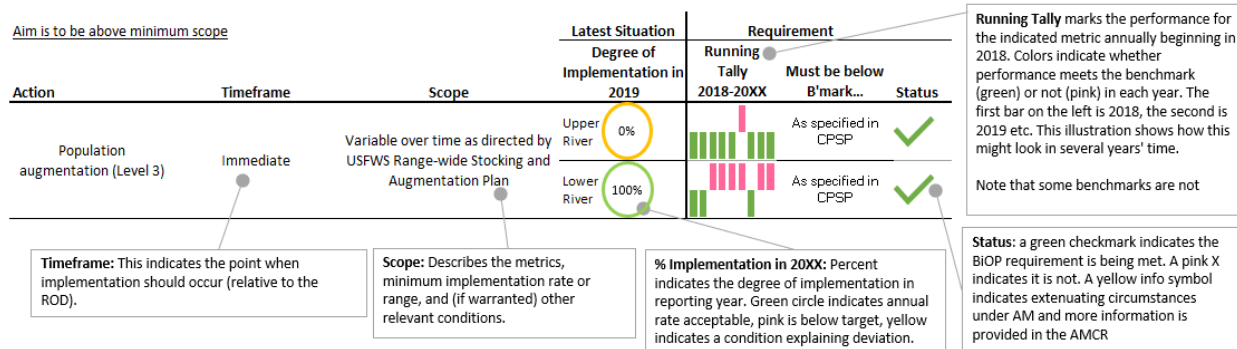 Aim is to be above minimum scope
Latest Situation
Requirement
Action
Timeframe
Scope
Degree of
Implementation in
2019
Running
Tally
2018-20XX
Must be below
B'mark...
Status
Population
augmentation (Level 3)
Immediate
Variable over time as directed by
USFWS Range-wide Stocking and
Augmentation Plan
Upper
River
0%
As specified in
CPSP
Lower
River
100%
As specified in
CPSP
Running Tally marks the performance for
the indicated metric annually beginning in
2018. Colors indicate whether
performance meets the benchmark
(green) or not (pink) in each year. The
first bar on the left is 2018, the second is
2019 etc. This illustration shows how this
might look in several years' time.
Note that some benchmarks are not
Timeframe: This indicates the point when
implementation should occur (relative to the
ROD).
Scope: Describes the metrics,
minimum implementation rate or
range, and (if warranted) other
relevant conditions.
% Implementation in 20XX: Percent
indicates the degree of implementation in
reporting year. Green circle indicates annual
rate acceptable, pink is below target, yellow
indicates a condition explaining deviation.
Status: a green checkmark indicates the
BiOP requirement is being met. A pink X
indicates it is not. A yellow info symbol
indicates extenuating circumstances
under AM and more information is
provided in the AMCR